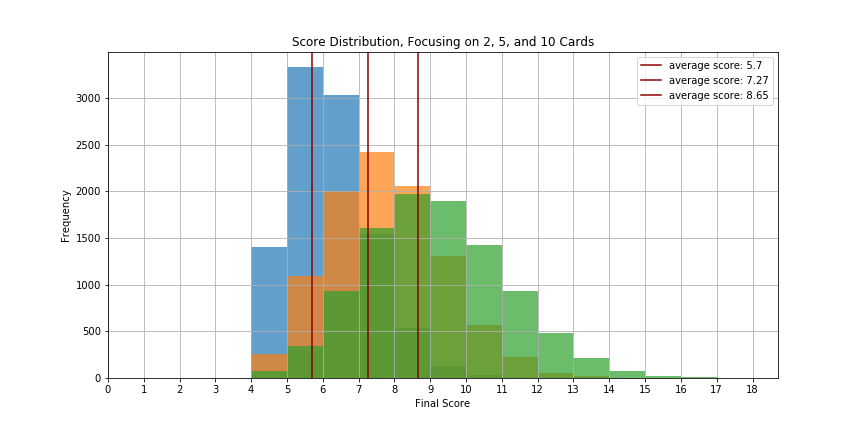 Score Distribution, Focusing on 2, 5, and 10 Cards
average score: 5.7
average score: 7.27
average score: 8.65
Frequency
3000
2500
2000
1500
1000
500
0
0 1 2 3 4 5 6 7 8 9 10 11 12 13 14 15 16 17 18
Final Score